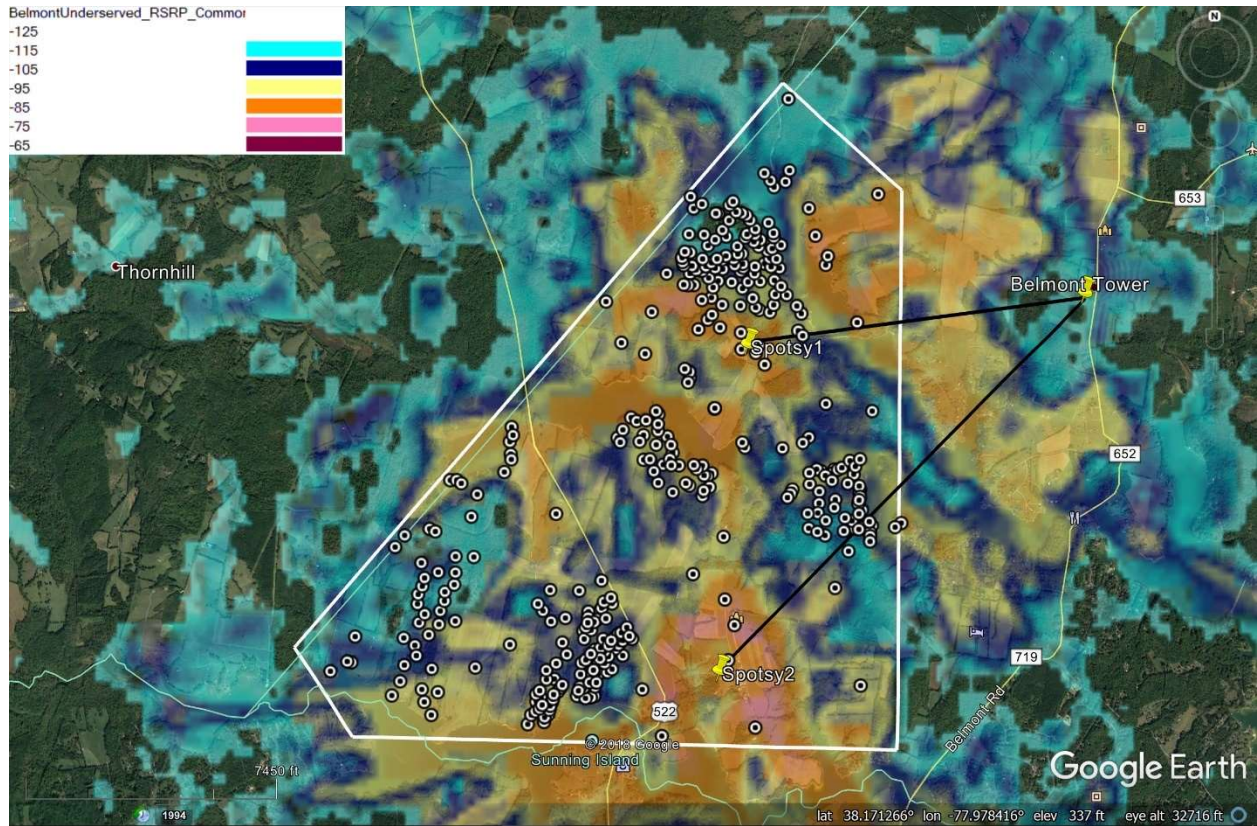 BelmontUnderserved_RSRP_Commor
-125
-115
-105
-95
-85
-75
-65
N
653
Thornhill
Belmont Tower
Spotsy1
652
719
Spotsy2
522
Belmont Rd
© 2018 Google
Sunning Island
7450 ft
Google Earth
1994
lat 38.171266° lon -77.978416° elev 337 ft eye alt 32716 ft